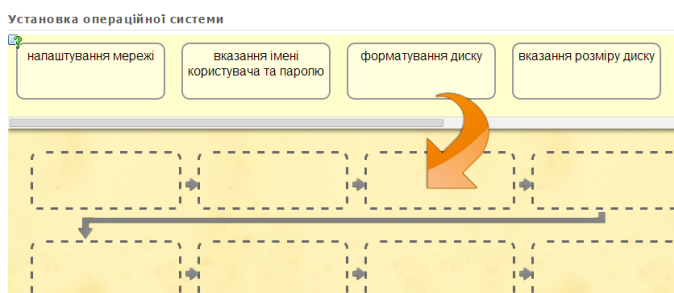 Установка операційної системи
налаштування мережі
вказання імені
користувача та паролю
форматування диску
вказання розміру диску